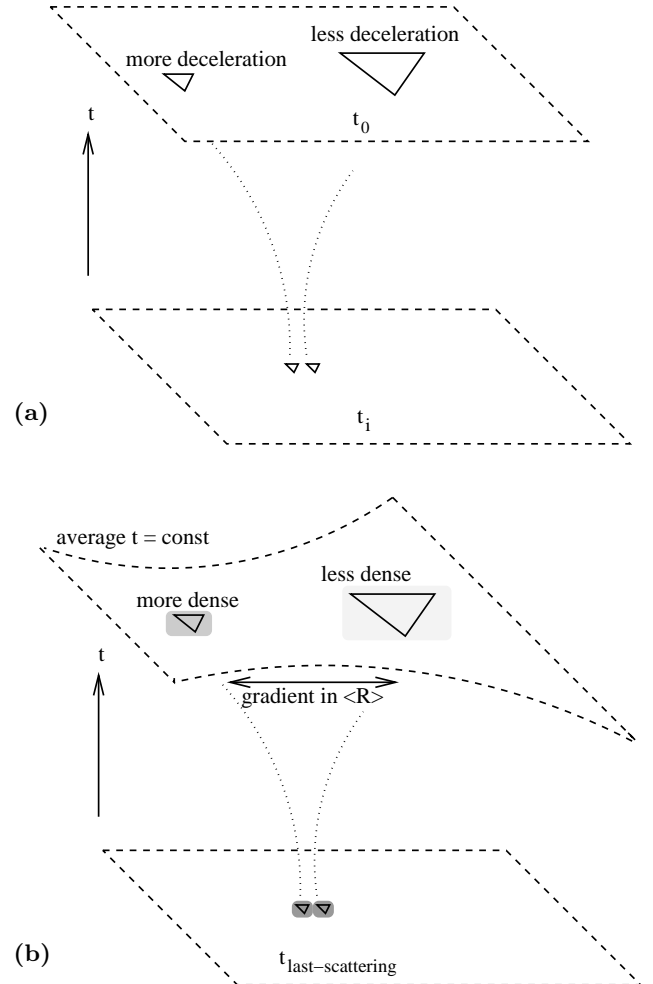 less deceleration
more deceleration
t
t_0
(a)
t_i
average t = const
less dense
more dense
t
gradient in <R>
(b)
t_last−scattering